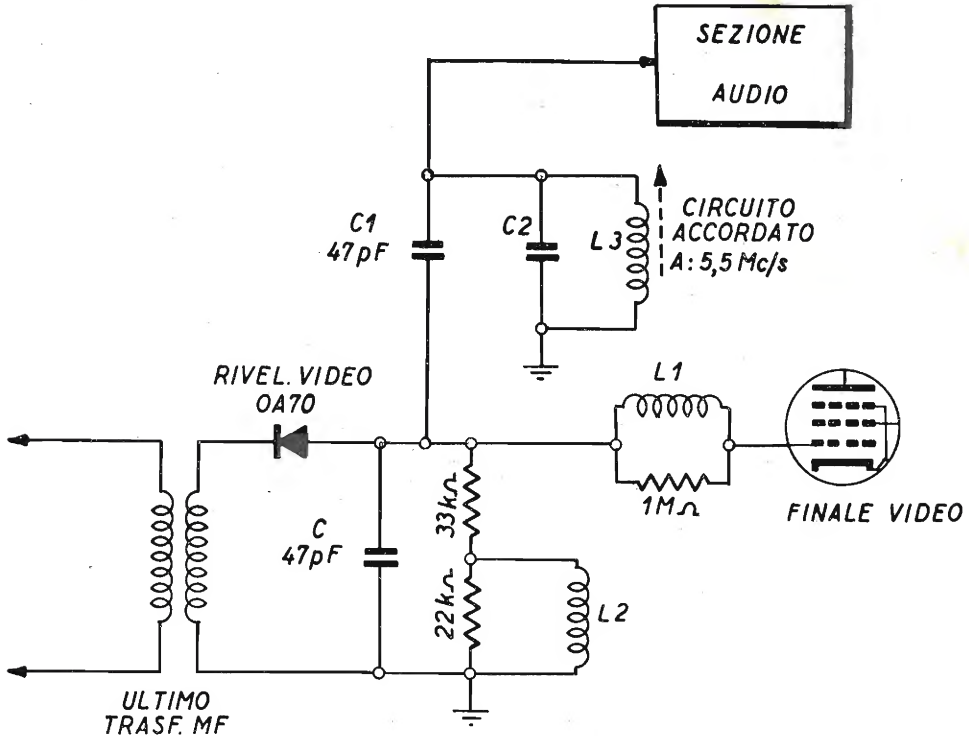 SEZIONE
AUDIO
C1
47pF
C2
L3
CIRCUITO
ACCORDATO
A: 5,5 Mc/s
RIVEL. VIDEO
OA70
L1
1MΩ
FINALE VIDEO
C
47pF
33kΩ
22kΩ
L2
ULTIMO
TRASF. MF